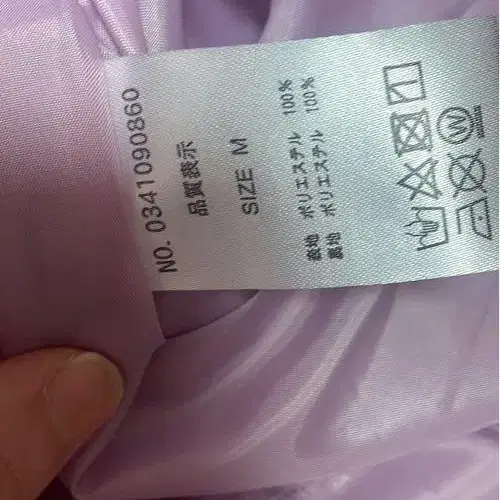 NO. 0341090860
品質表示
SIZE M
表地 ポリエステル 100%
裏地 ポリエステル 100%
W